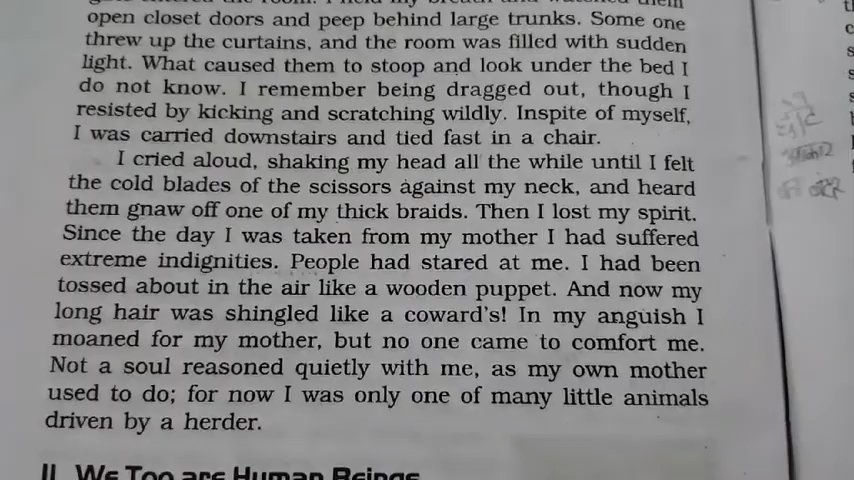 open closet doors and peep behind large trunks. Some one
threw up the curtains, and the room was filled with sudden
light. What caused them to stoop and look under the bed I
do not know. I remember being dragged out, though I
resisted by kicking and scratching wildly. Inspite of myself,
I was carried downstairs and tied fast in a chair.
I cried aloud, shaking my head all the while until I felt
the cold blades of the scissors against my neck, and heard
them gnaw off one of my thick braids. Then I lost my spirit.
Since the day I was taken from my mother I had suffered
extreme indignities. People had stared at me. I had been
tossed about in the air like a wooden puppet. And now my
long hair was shingled like a coward's! In my anguish I
moaned for my mother, but no one came to comfort me.
Not a soul reasoned quietly with me, as my own mother
used to do; for now I was only one of many little animals
driven by a herder.
II We Too are Human Beings